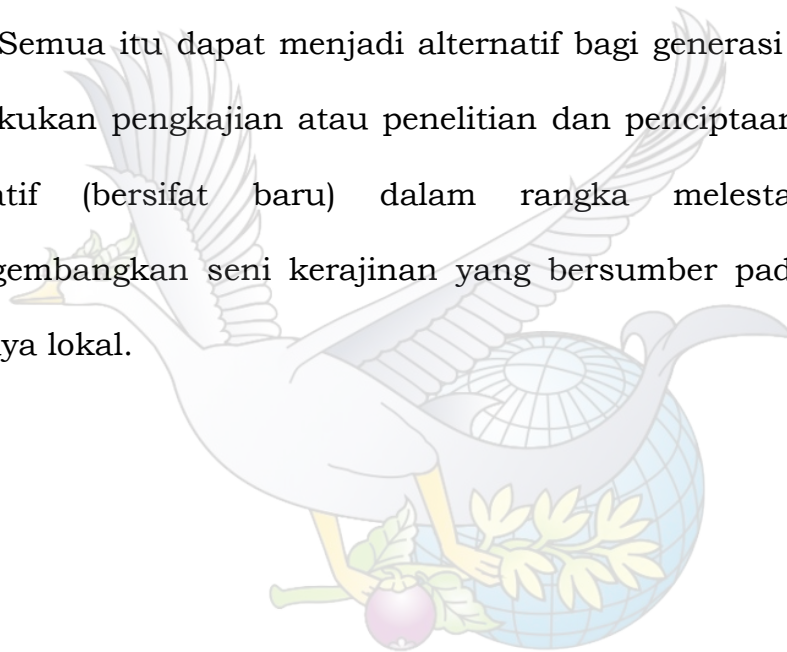 Semua itu dapat menjadi alternatif bagi generasi
kukan pengkajian atau penelitian dan penciptaan
atif (bersifat baru) dalam rangka melesta
gembangkan seni kerajinan yang bersumber pad
ya lokal.